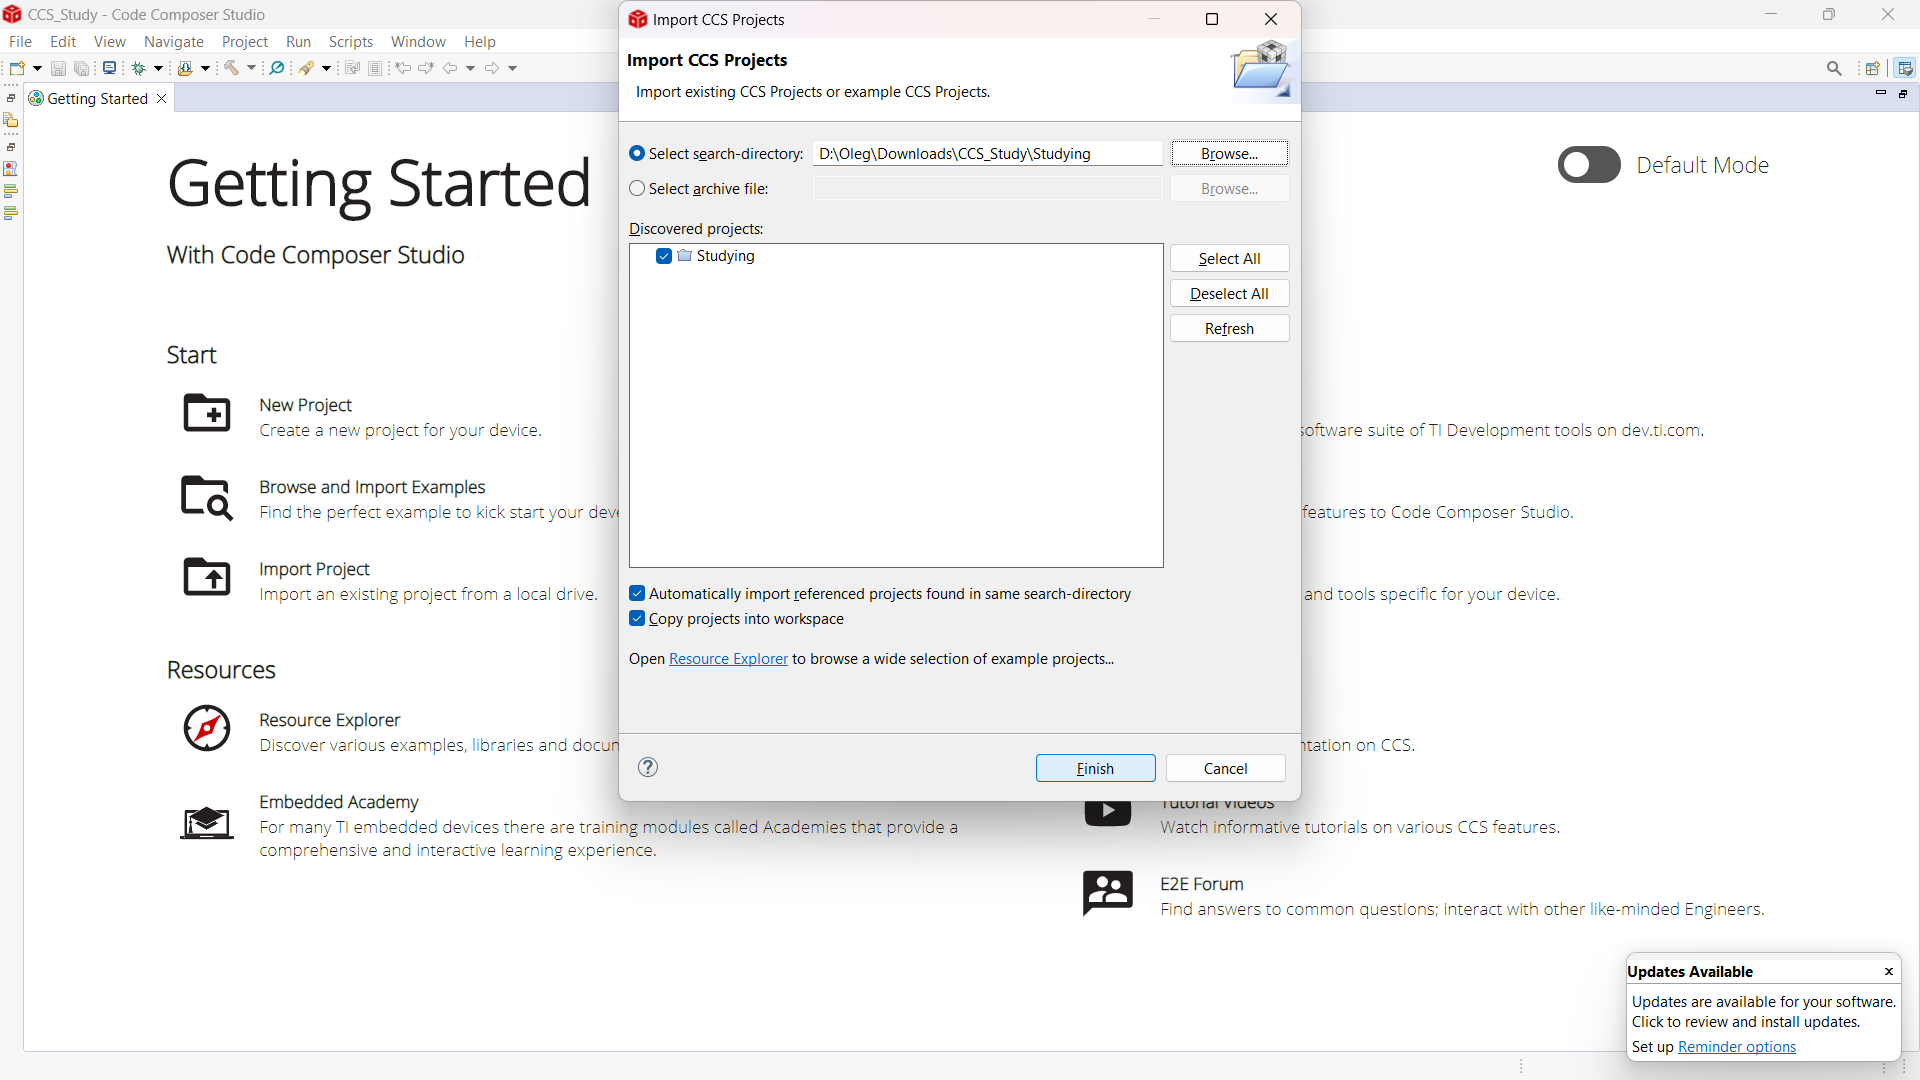 CCS_Study - Code Composer Studio
File Edit View Navigate Project Run Scripts Window Help
Getting Started
Getting Started
With Code Composer Studio
Default Mode
Start
New Project
Create a new project for your device.
Browse and Import Examples
Find the perfect example to kick start your
Import Project
Import an existing project from a local drive.
software suite of TI Development tools on dev.ti.com.
features to Code Composer Studio.
and tools specific for your device.
Resources
Resource Explorer
Discover various examples, libraries and
on CCS.
Embedded Academy
For many TI embedded devices there are training modules called Academies that provide a
comprehensive and interactive learning experience.
Tutorial Videos
Watch informative tutorials on various CCS features.
E2E Forum
Find answers to common questions; interact with other like-minded Engineers.
Import CCS Projects
Import CCS Projects
Import existing CCS Projects or example CCS Projects.
Select search-directory: D:\Oleg\Downloads\CCS_Study\Studying Browse...
Select archive file: Browse...
Discovered projects:
Studying
Select All
Deselect All
Refresh
Automatically import referenced projects found in same search-directory
Copy projects into workspace
Open Resource Explorer to browse a wide selection of example projects...
Finish Cancel
Updates Available
Updates are available for your software.
Click to review and install updates.
Set up Reminder options